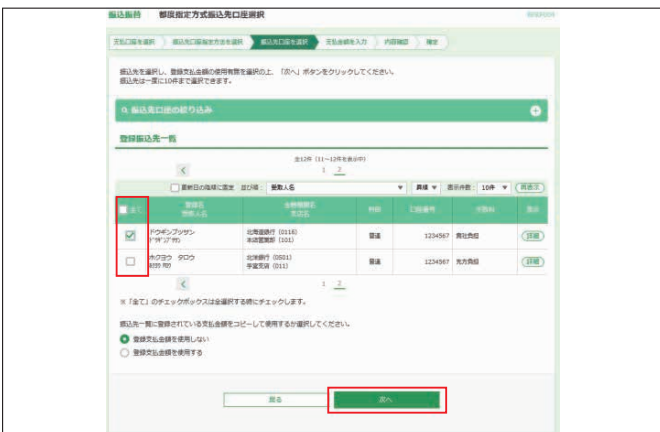 振込振替 都度指定方式振込先口座選択
支払口座を選択 振込先口座指定方法を選択 振込先口座を選択 支払金額を入力 内容確認 確定
振込先を選択し、登録支払金額の使用有無を選択の上、「次へ」ボタンをクリックしてください。
振込先は一度に10件まで選択できます。
振込先口座の絞り込み
登録振込先一覧
全12件（11～12件を表示中）
1 2
並び順： 受取人名 昇順 表示件数： 10件 再表示
全て 登録名 金融機関名 科目 口座番号 手数料 表示
受取人名 支店名
ドウギンブッサン 北海道銀行（0116） 普通 1234567 当社負担 詳細
本店営業部（101）
ホクヨウ タロウ 北洋銀行（0501） 普通 1234567 先方負担 詳細
1 2
※「全て」のチェックボックスは全選択する際にチェックします。
振込先一覧に登録されている支払金額をコピーして使用するか選択してください。
登録支払金額を使用しない
登録支払金額を使用する
戻る 次へ